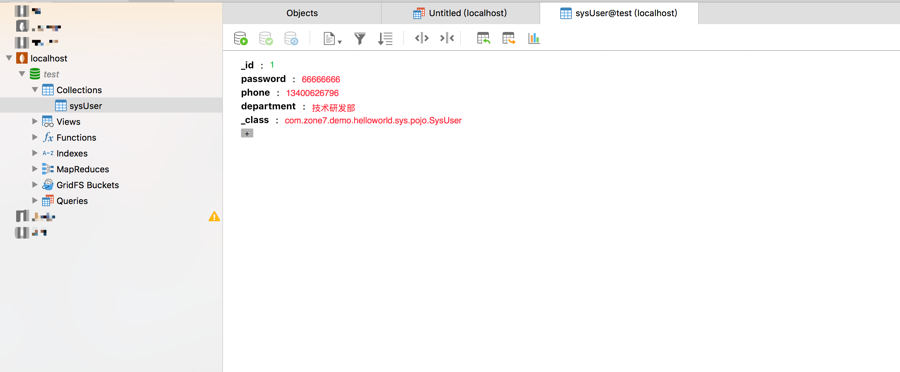 Objects
Untitled (localhost)
sysUser@test (localhost)
localhost
test
Collections
sysUser
Views
Functions
A-Z Indexes
MapReduces
GridFS Buckets
Queries
_id : 1
password : 66666666
phone : 13400626796
department : 技术研发部
_class : com.zone7.demo.helloworld.sys.pojo.SysUser